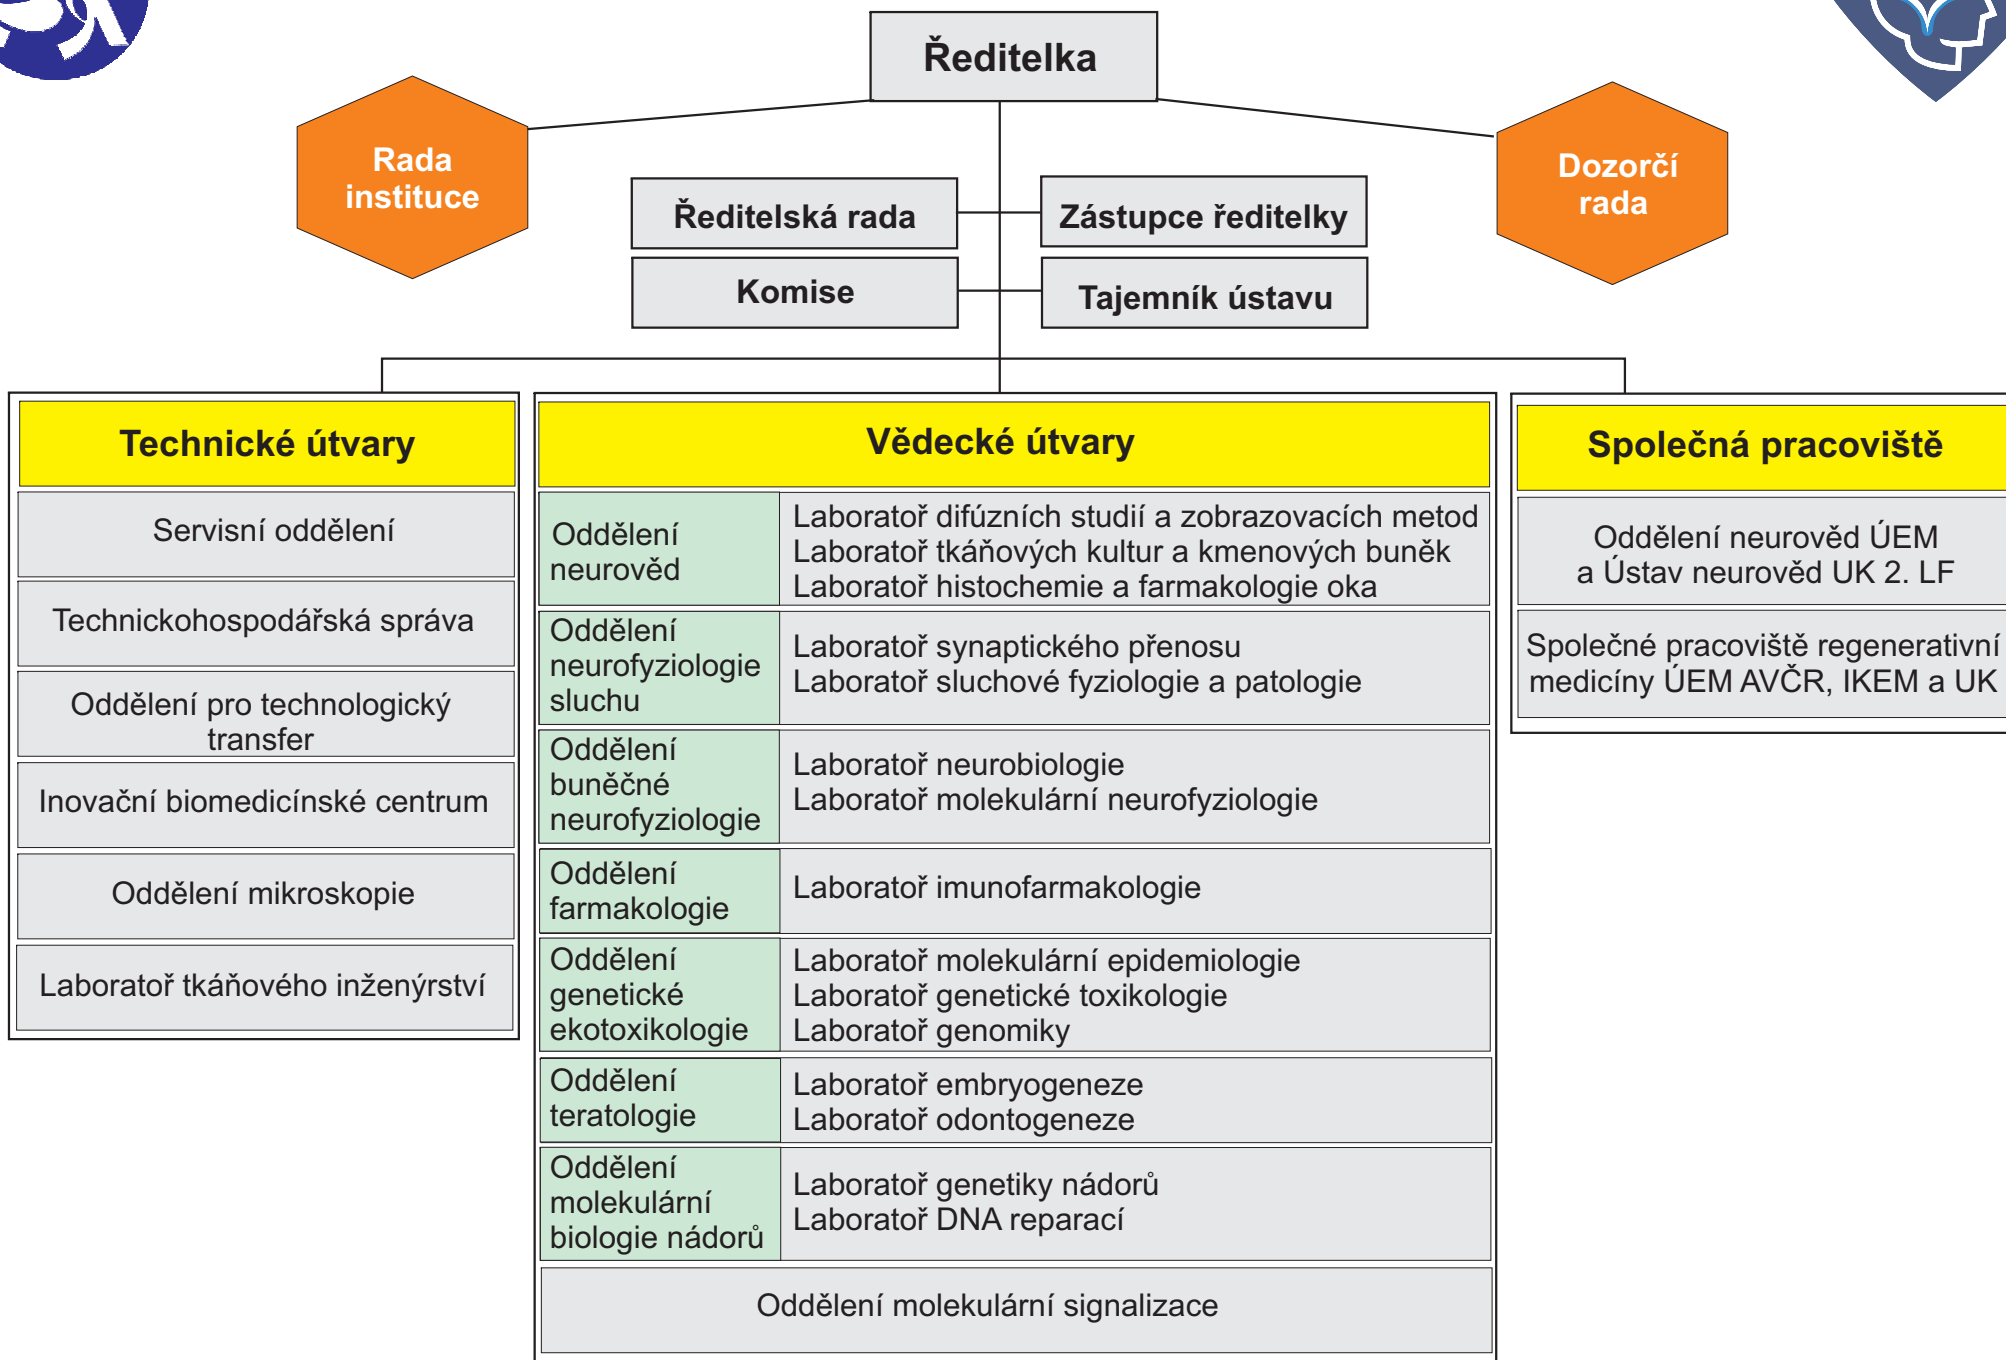 Ředitelka
Rada
instituce
Dozorčí
rada
Ředitelská rada
Zástupce ředitelky
Komise
Tajemník ústavu
Technické útvary
Servisní oddělení
Technickohospodářská správa
Oddělení pro technologický
transfer
Inovační biomedicínské centrum
Oddělení mikroskopie
Laboratoř tkáňového inženýrství
Vědecké útvary
Oddělení
neurověd
Laboratoř difúzních studií a zobrazovacích metod
Laboratoř tkáňových kultur a kmenových buněk
Laboratoř histochemie a farmakologie oka
Oddělení
neurofyziologie
sluchu
Laboratoř synaptického přenosu
Laboratoř sluchové fyziologie a patologie
Oddělení
buněčné
neurofyziologie
Laboratoř neurobiologie
Laboratoř molekulární neurofyziologie
Oddělení
farmakologie
Laboratoř imunofarmakologie
Oddělení
genetické
ekotoxikologie
Laboratoř molekulární epidemiologie
Laboratoř genetické toxikologie
Laboratoř genomiky
Oddělení
teratologie
Laboratoř embryogeneze
Laboratoř odontogeneze
Oddělení
molekulární
biologie nádorů
Laboratoř genetiky nádorů
Laboratoř DNA reparací
Oddělení molekulární signalizace
Společná pracoviště
Oddělení neurověd ÚEM
a Ústav neurověd UK 2. LF
Společné pracoviště regenerativní
medicíny ÚEM AVČR, IKEM a UK